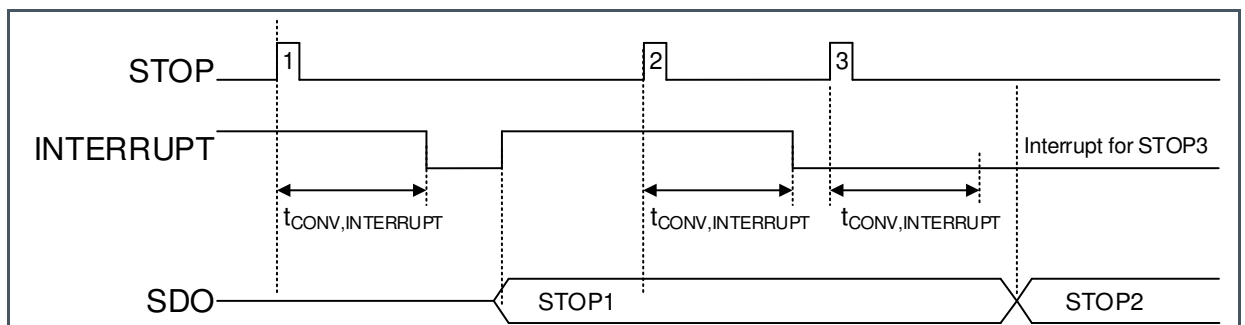 STOP 1 2 3
INTERRUPT Interrupt for STOP3
tCONV,INTERRUPT tCONV,INTERRUPT tCONV,INTERRUPT
SDO STOP1 STOP2